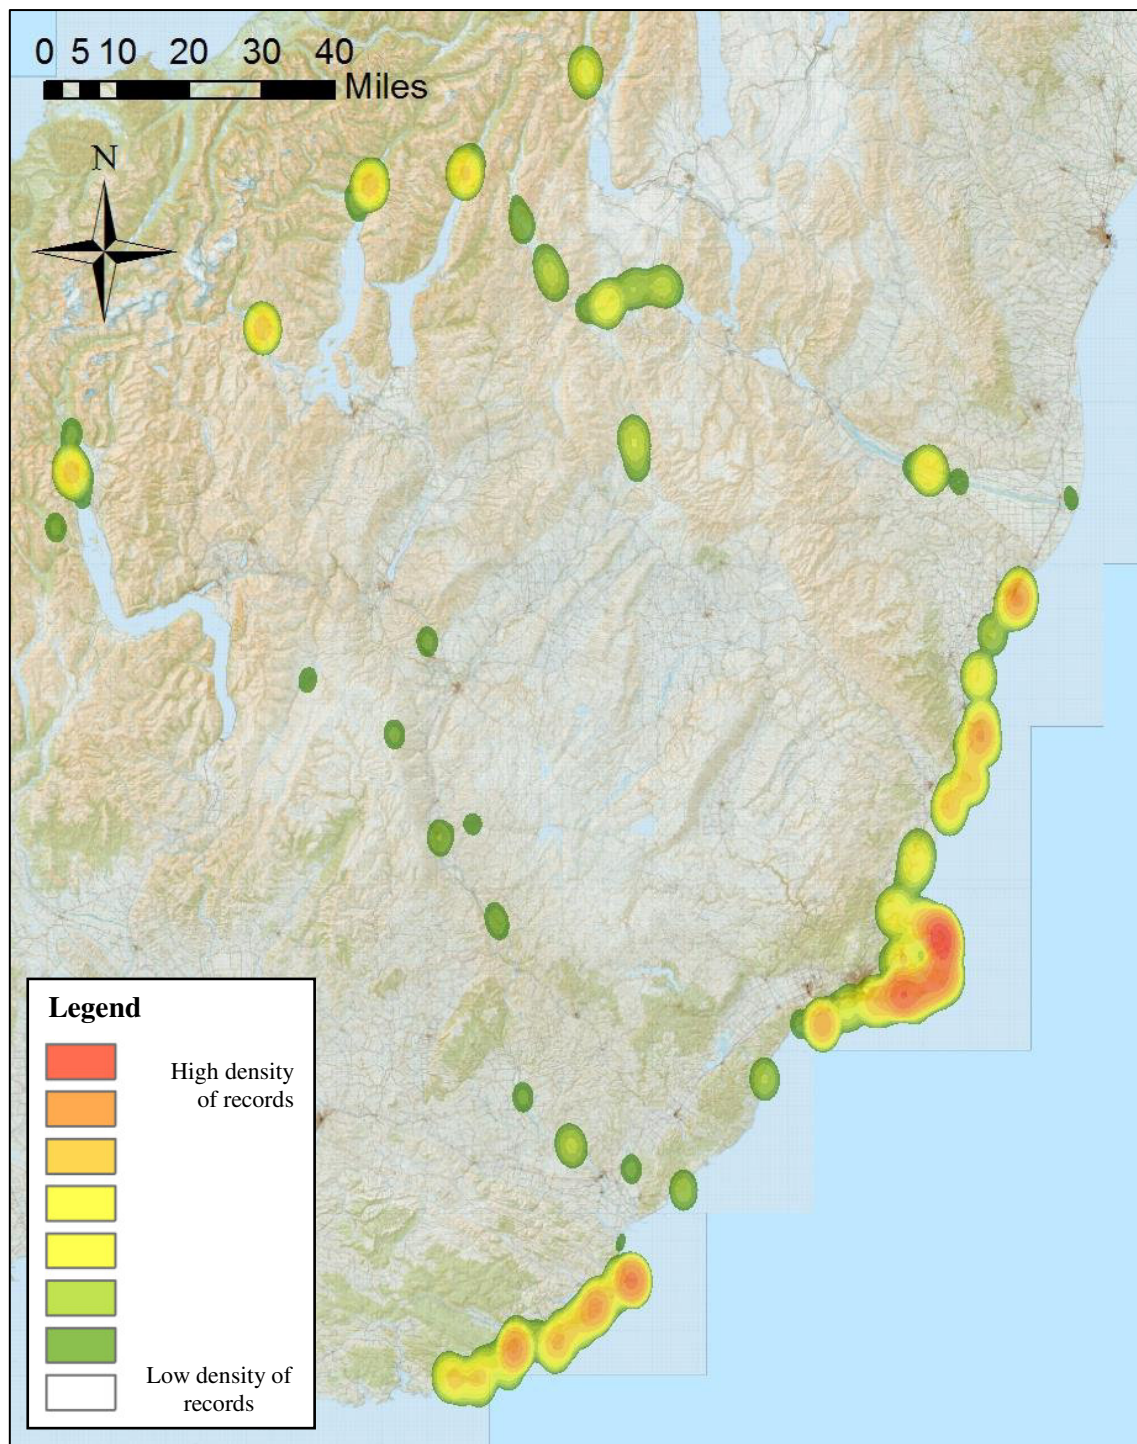 0 5 10 20 30 40
Miles
N
Legend
High density
of records
Low density of
records